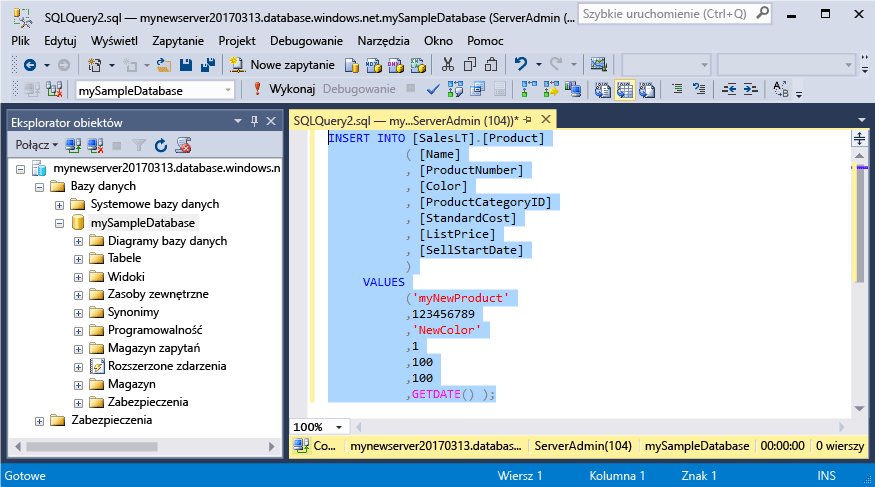 SQLQuery2.sql — mynewserver20170313.database.windows.net.mySampleDatabase (ServerAdmin (...
Szybkie uruchomienie (Ctrl+Q)
Plik Edytuj Wyświetl Zapytanie Projekt Debugowanie Narzędzia Okno Pomoc
Nowe zapytanie
mySampleDatabase
Wykonaj Debugowanie
Eksplorator obiektów
Połącz
mynewserver20170313.database.windows.n
Bazy danych
Systemowe bazy danych
mySampleDatabase
Diagramy bazy danych
Tabele
Widoki
Zasoby zewnętrzne
Synonimy
Programowalność
Magazyn zapytań
Rozszerzone zdarzenia
Magazyn
Zabezpieczenia
Zabezpieczenia
SQLQuery2.sql — my...ServerAdmin (104))*
INSERT INTO [SalesLT].[Product]
( [Name]
, [ProductNumber]
, [Color]
, [ProductCategoryID]
, [StandardCost]
, [ListPrice]
, [SellStartDate]
)
VALUES
('myNewProduct'
,123456789
,'NewColor'
,1
,100
,100
,GETDATE() );
100%
Co... mynewserver20170313.databas... ServerAdmin(104) mySampleDatabase 00:00:00 0 wierszy
Gotowe Wiersz 1 Kolumna 1 Znak 1 INS